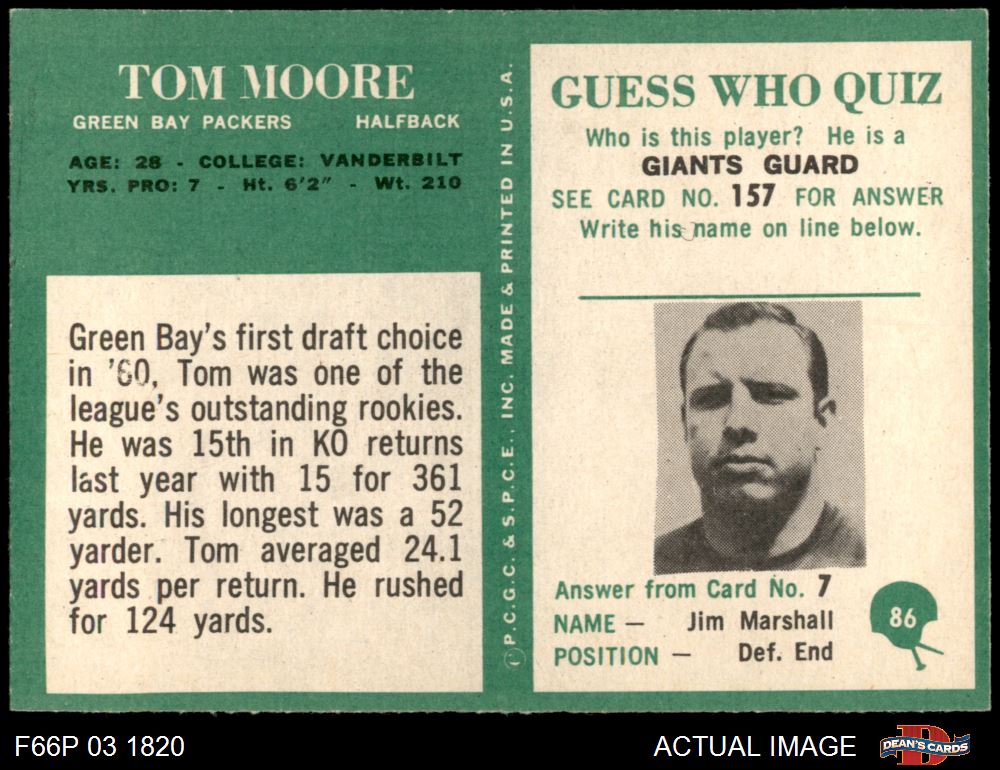 TOM MOORE
GREEN BAY PACKERS HALFBACK
AGE: 28 - COLLEGE: VANDERBILT
YRS. PRO: 7 - Ht. 6'2" - Wt. 210
Green Bay's first draft choice
in '60, Tom was one of the
league's outstanding rookies.
He was 15th in KO returns
last year with 15 for 361
yards. His longest was a 52
yarder. Tom averaged 24.1
yards per return. He rushed
for 124 yards.
P.C.G.C. & S.P.C.E., INC. MADE & PRINTED IN U.S.A.
GUESS WHO QUIZ
Who is this player? He is a
GIANTS GUARD
SEE CARD NO. 157 FOR ANSWER
Write his name on line below.
Answer from Card No. 7
NAME — Jim Marshall
POSITION — Def. End
86
F66P 03 1820
ACTUAL IMAGE
D
DEAN'S CARDS